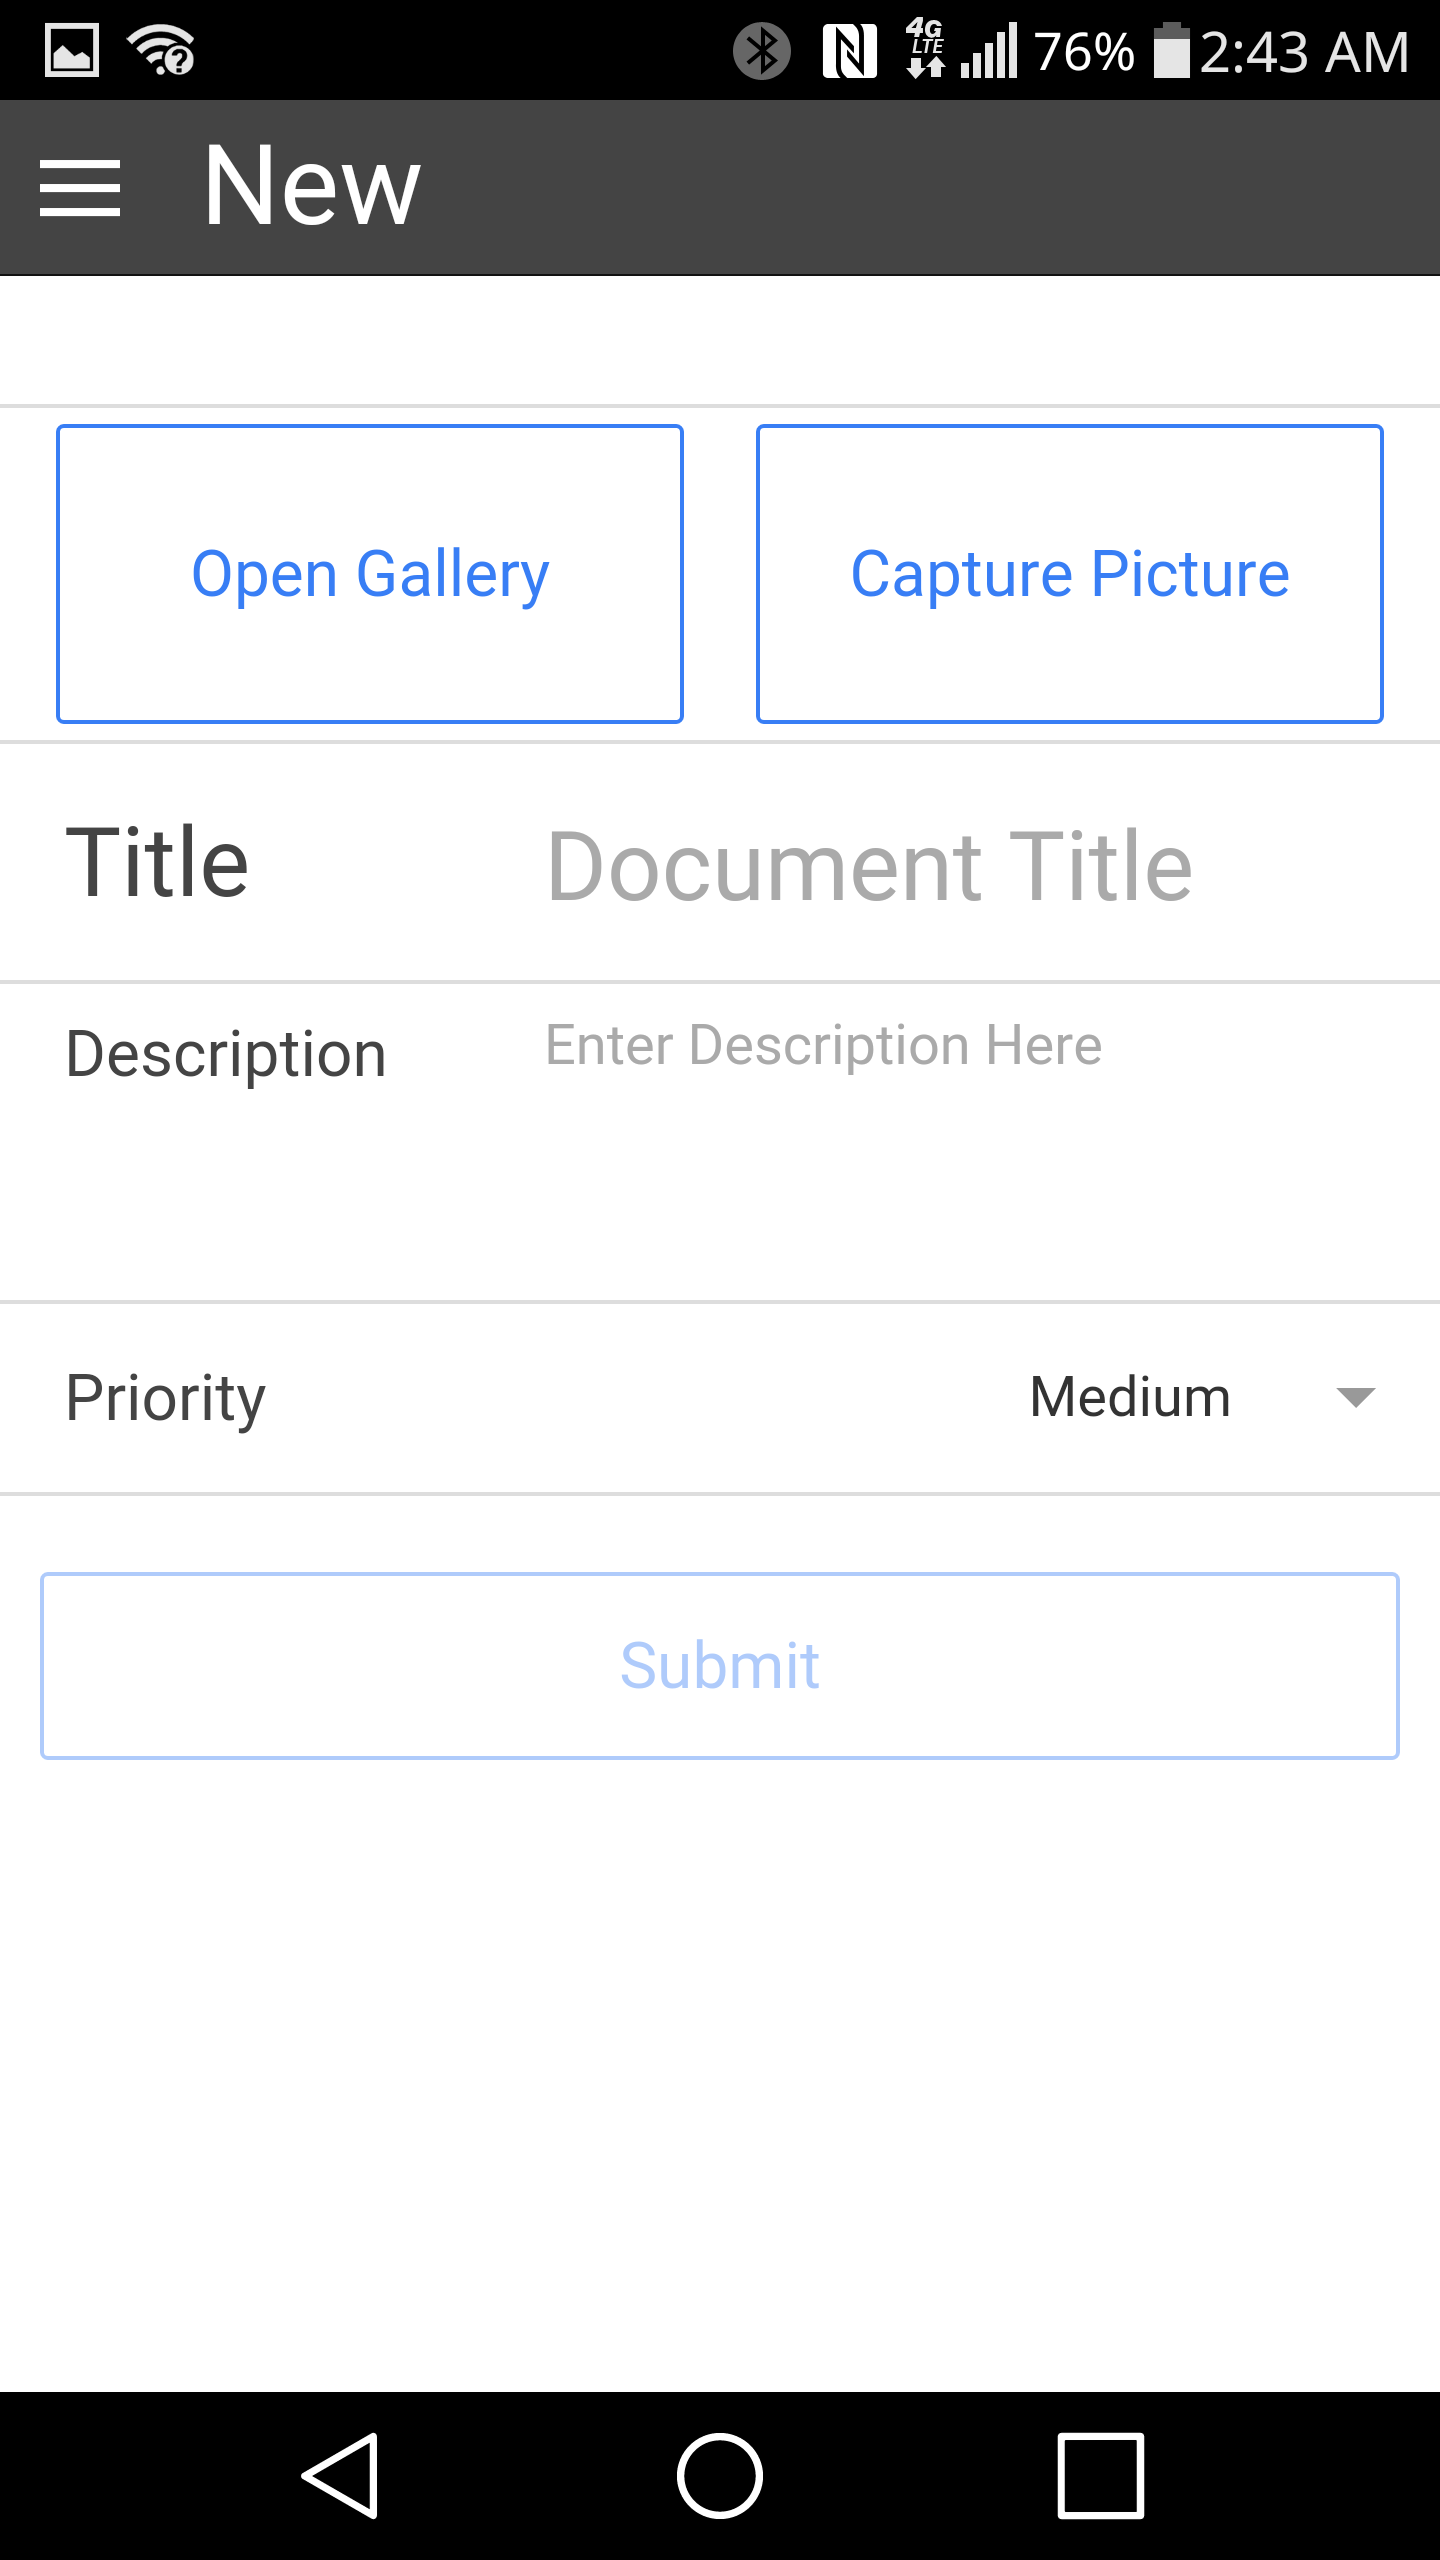 4G LTE 76% 2:43 AM
New
Open Gallery Capture Picture
Title Document Title
Description Enter Description Here
Priority Medium
Submit